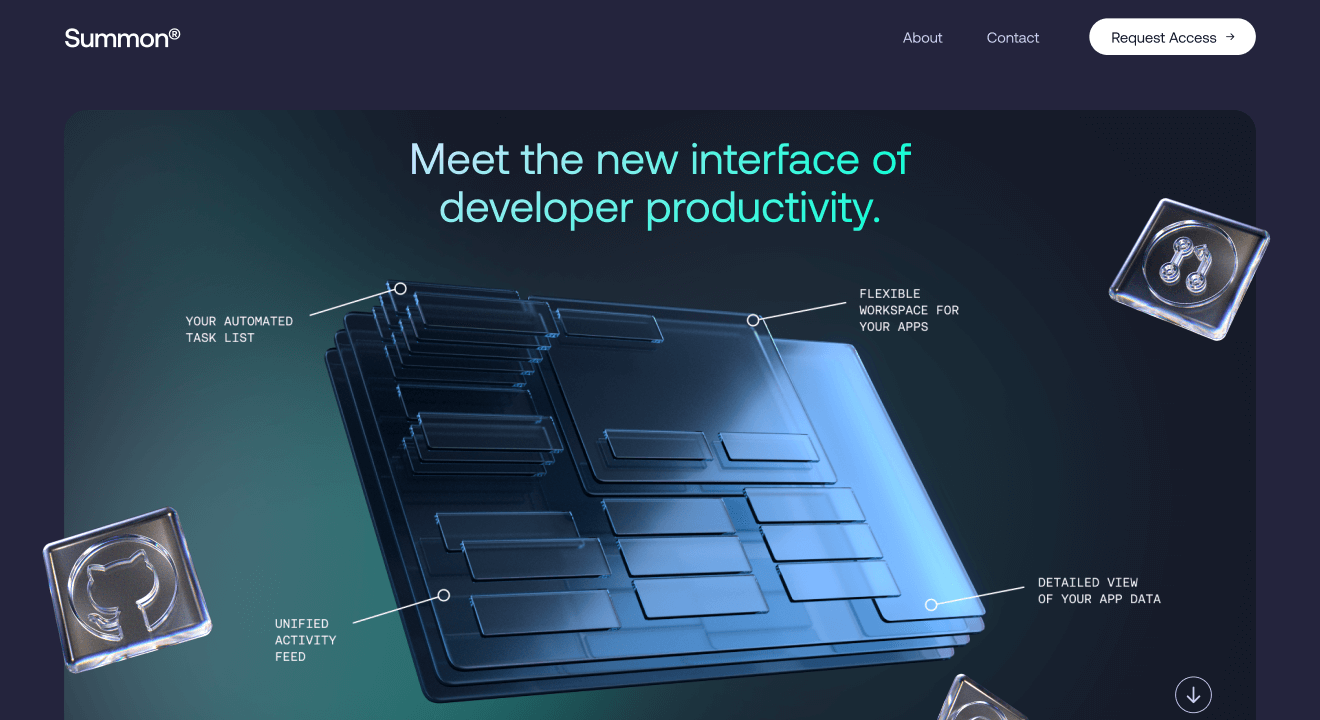 Summon®
About
Contact
Request Access →
Meet the new interface of
developer productivity.
YOUR AUTOMATED
TASK LIST
FLEXIBLE
WORKSPACE FOR
YOUR APPS
DETAILED VIEW
OF YOUR APP DATA
UNIFIED
ACTIVITY
FEED